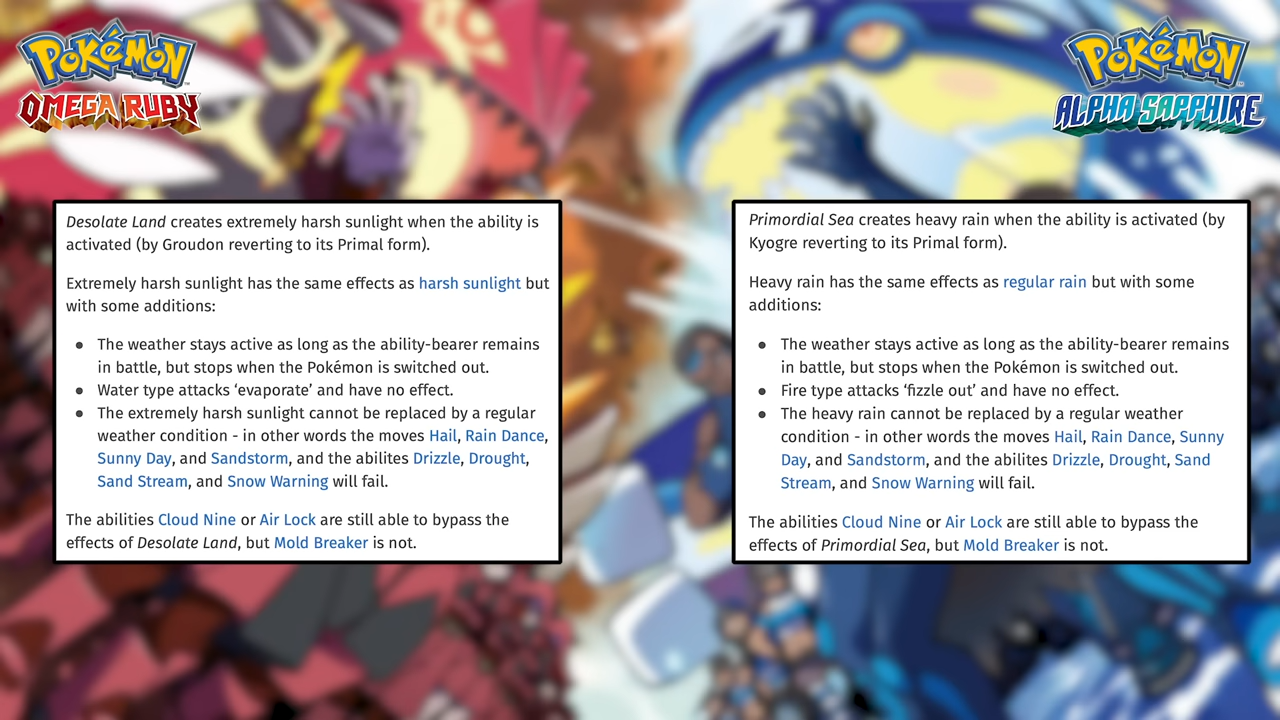 POKéMON
OMEGA RUBY
POKéMON
ALPHA SAPPHIRE
Desolate Land creates extremely harsh sunlight when the ability is
activated (by Groudon reverting to its Primal form).
Extremely harsh sunlight has the same effects as harsh sunlight but
with some additions:
● The weather stays active as long as the ability-bearer remains
in battle, but stops when the Pokémon is switched out.
● Water type attacks ‘evaporate’ and have no effect.
● The extremely harsh sunlight cannot be replaced by a regular
weather condition - in other words the moves Hail, Rain Dance,
Sunny Day, and Sandstorm, and the abilites Drizzle, Drought,
Sand Stream, and Snow Warning will fail.
The abilities Cloud Nine or Air Lock are still able to bypass the
effects of Desolate Land, but Mold Breaker is not.
Primordial Sea creates heavy rain when the ability is activated (by
Kyogre reverting to its Primal form).
Heavy rain has the same effects as regular rain but with some
additions:
● The weather stays active as long as the ability-bearer remains
in battle, but stops when the Pokémon is switched out.
● Fire type attacks ‘fizzle out’ and have no effect.
● The heavy rain cannot be replaced by a regular weather
condition - in other words the moves Hail, Rain Dance, Sunny
Day, and Sandstorm, and the abilites Drizzle, Drought, Sand
Stream, and Snow Warning will fail.
The abilities Cloud Nine or Air Lock are still able to bypass the
effects of Primordial Sea, but Mold Breaker is not.